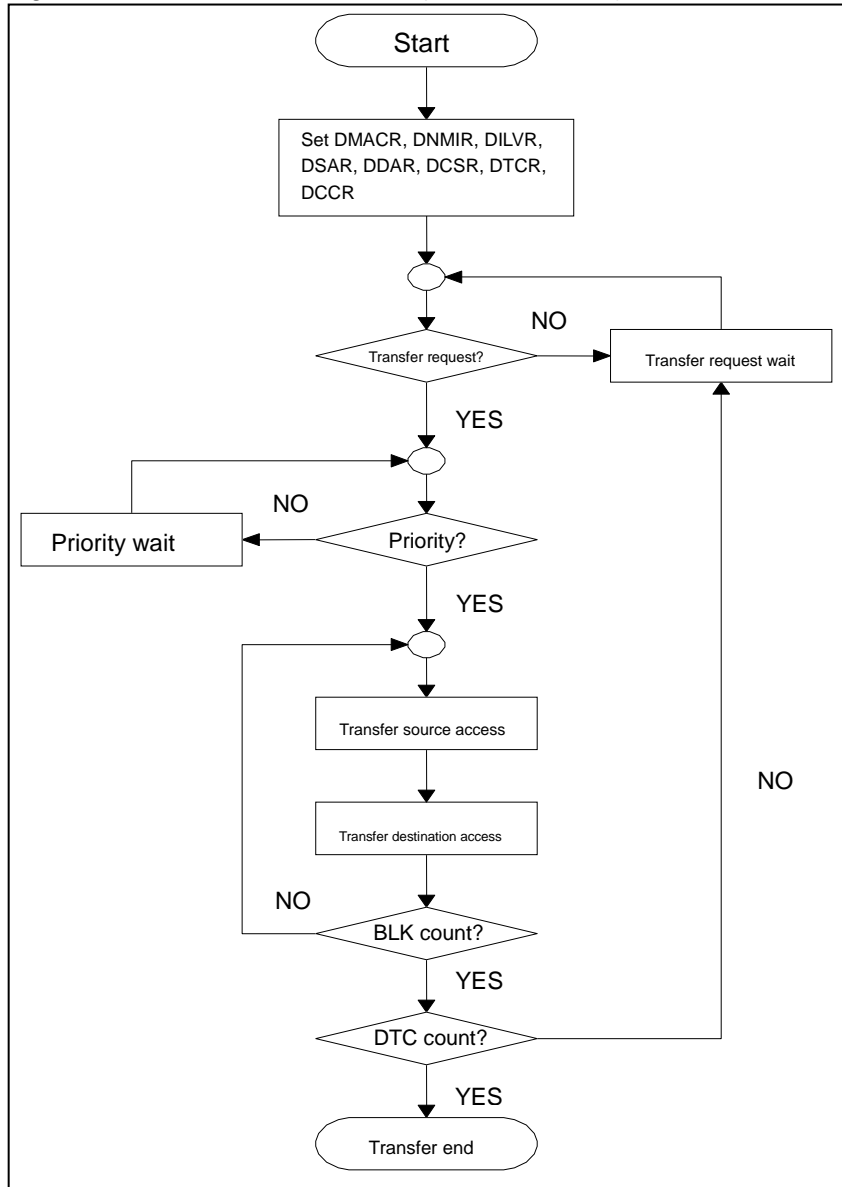 Start
Set DMACR, DNMIR, DILVR,
DSAR, DDAR, DCSR, DTCR,
DCCR
NO
Transfer request?
Transfer request wait
YES
NO
Priority wait
Priority?
YES
Transfer source access
NO
Transfer destination access
NO
BLK count?
YES
DTC count?
YES
Transfer end